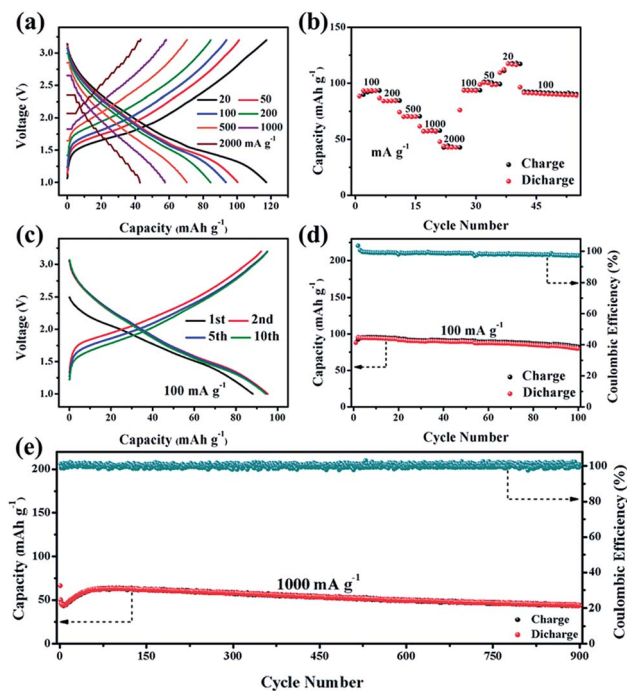 (a)
Voltage (V)
3.0
2.5
2.0
1.5
1.0
20 50
100 200
500 1000
2000 mA g⁻¹
0 20 40 60 80 100 120
Capacity (mAh g⁻¹)
(b)
Capacity (mAh g⁻¹)
150
100
50
0
100
200
500
1000
2000
100
50
20
100
mA g⁻¹
Charge
Dicharge
0 15 30 45
Cycle Number
(c)
Voltage (V)
3.0
2.5
2.0
1.5
1.0
1st 2nd
5th 10th
100 mA g⁻¹
0 20 40 60 80 100
Capacity (mAh g⁻¹)
(d)
Capacity (mAh g⁻¹)
200
150
100
50
0
100 mA g⁻¹
Charge
Dicharge
100
80
60
40
20
0
Coulombic Efficiency (%)
0 20 40 60 80 100
Cycle Number
(e)
Capacity (mAh g⁻¹)
200
150
100
50
0
1000 mA g⁻¹
Charge
Dicharge
100
80
60
40
20
0
Coulombic Efficiency (%)
0 150 300 450 600 750 900
Cycle Number